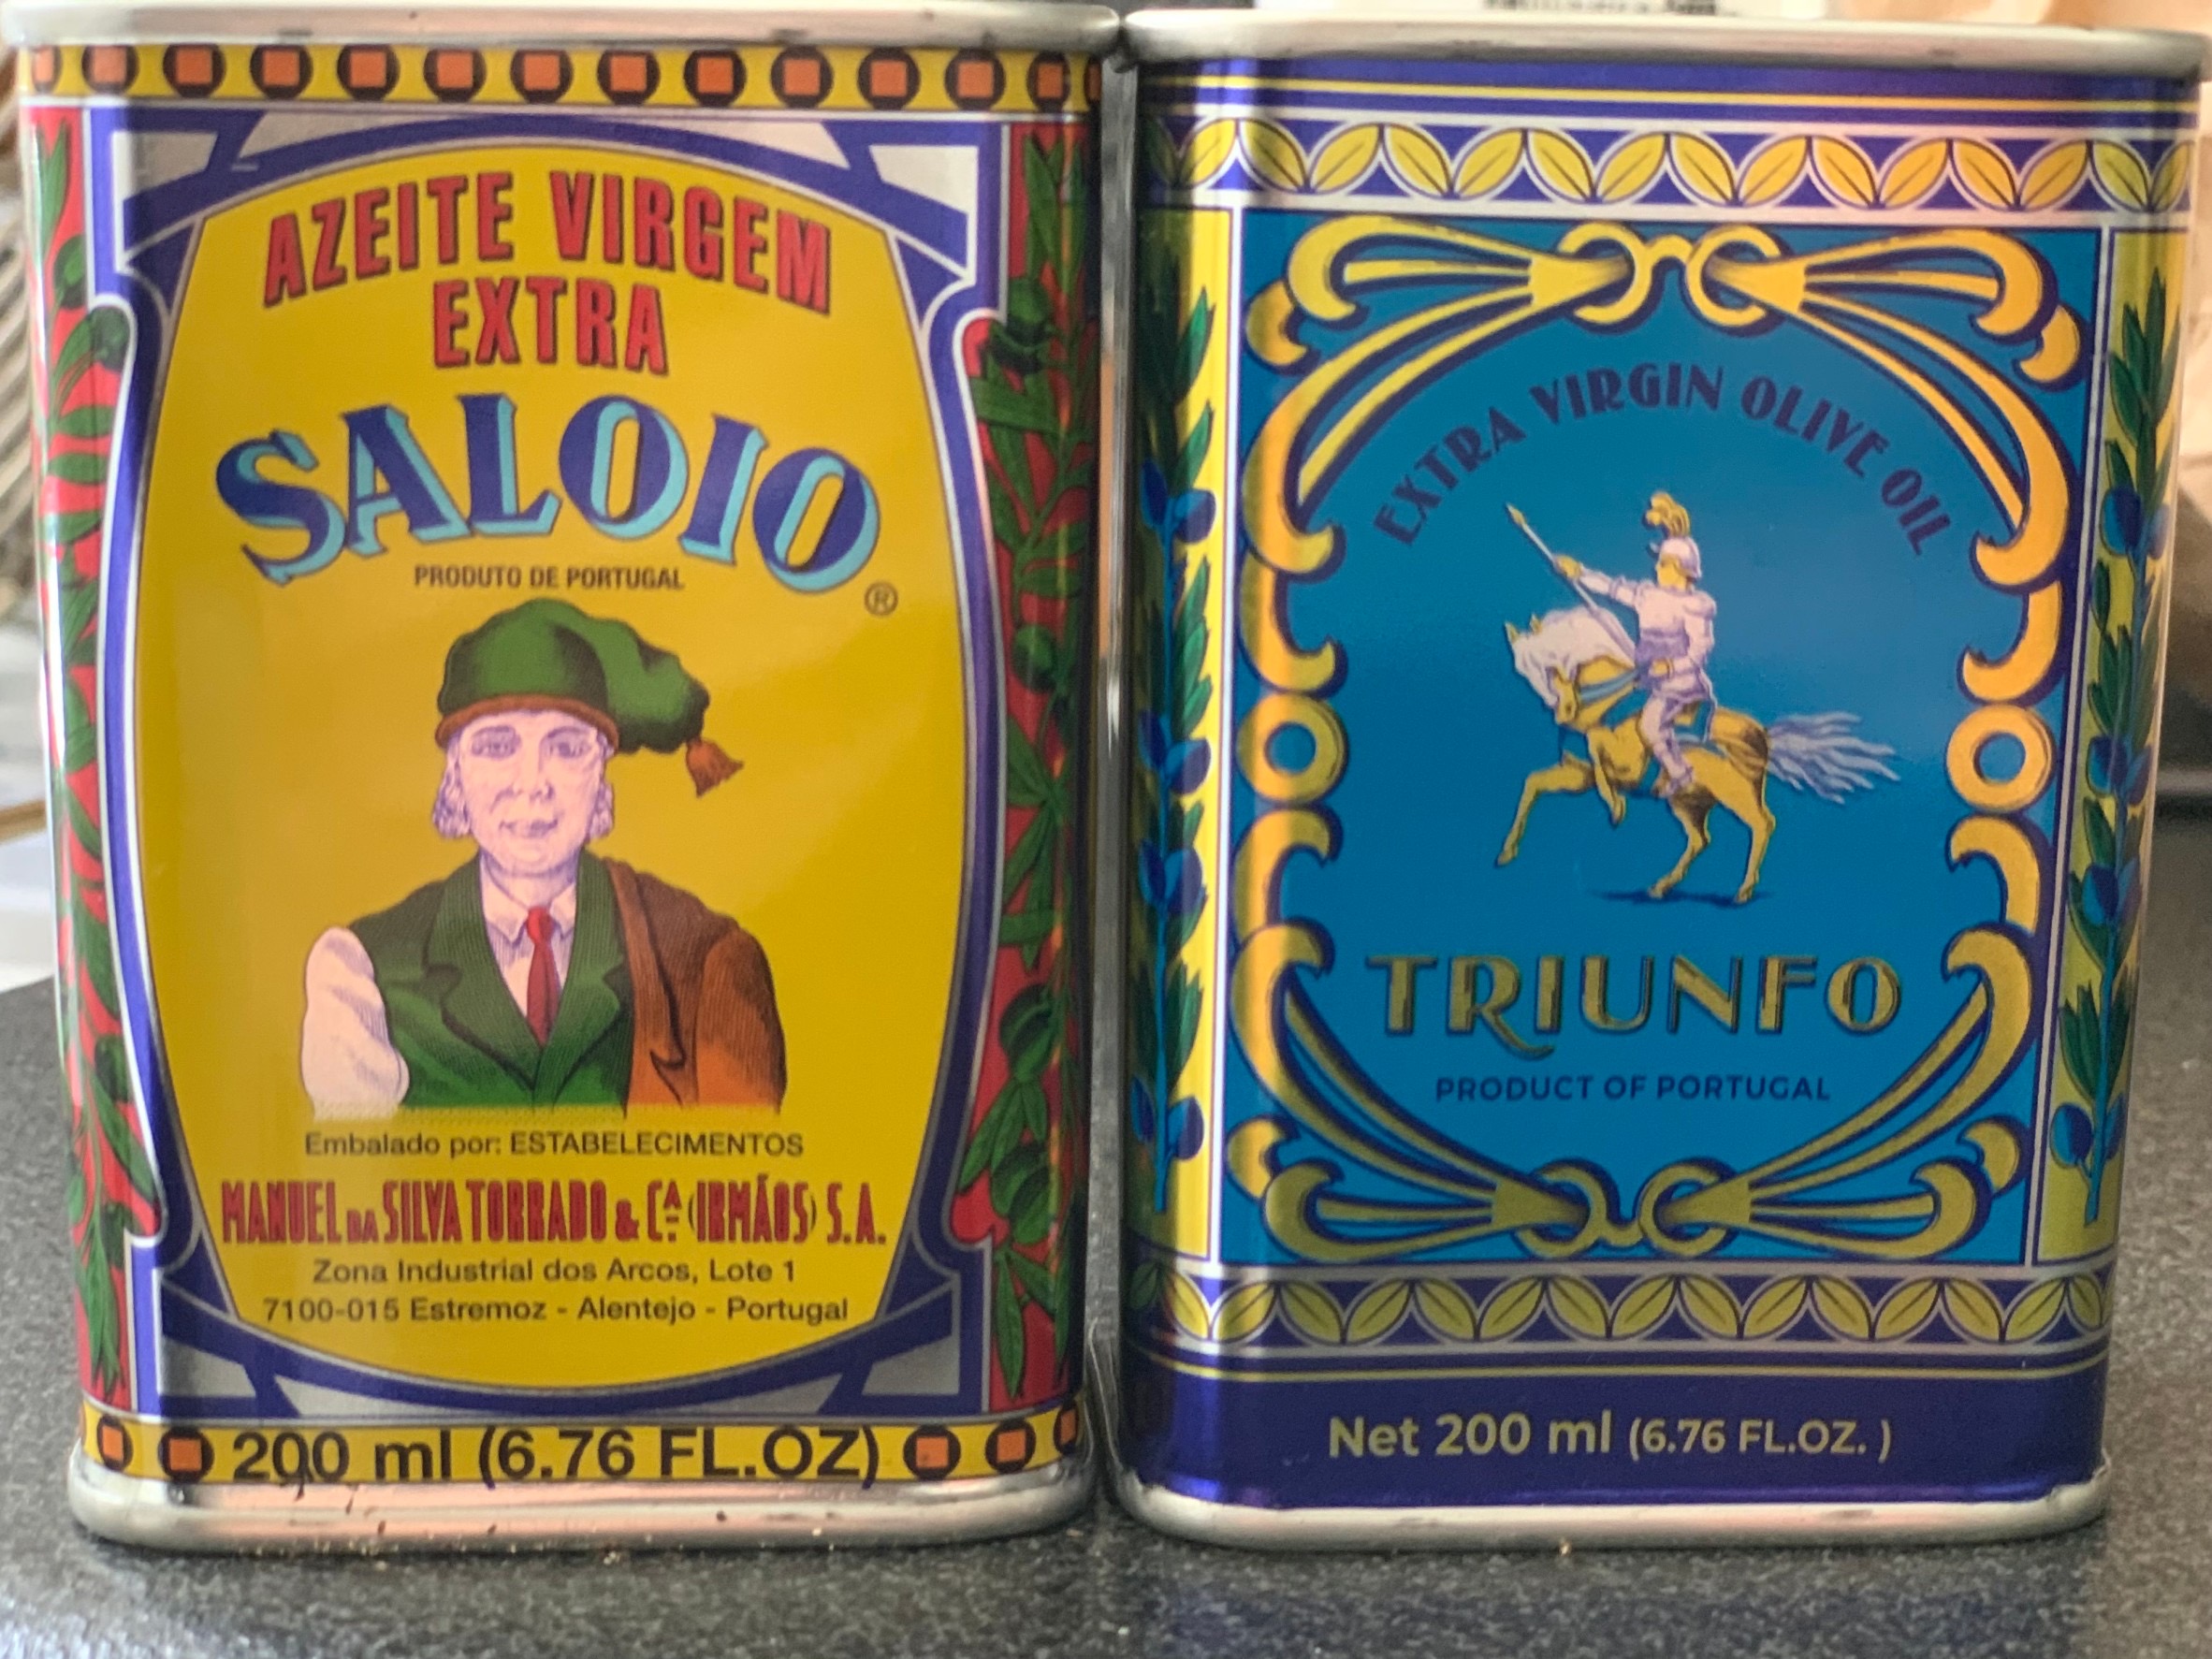 AZEITE VIRGEM
EXTRA
SALOIO
®
PRODUTO DE PORTUGAL
Embalado por: ESTABELECIMENTOS
MANUEL DA SILVA TORRADO & Cª (IRMÃOS) S.A.
Zona Industrial dos Arcos, Lote 1
7100-015 Estremoz - Alentejo - Portugal
200 ml (6.76 FL.OZ)
EXTRA VIRGIN OLIVE OIL
TRIUNFO
PRODUCT OF PORTUGAL
Net 200 ml (6.76 FL.OZ. )